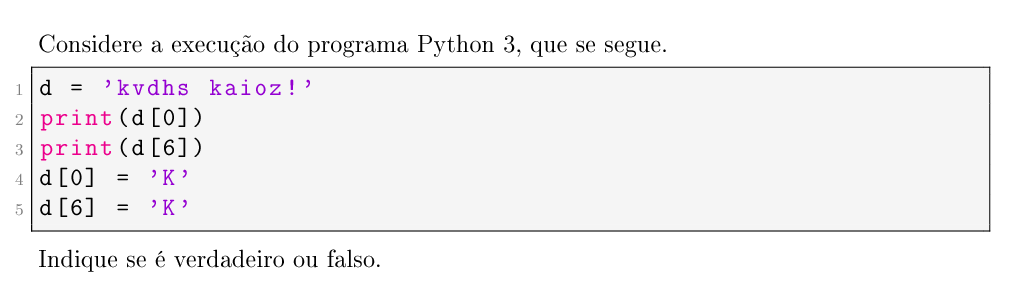 Considere a execução do programa Python 3, que se segue.
1 d = 'kvdhs kaioz!'
2 print(d[0])
3 print(d[6])
4 d[0] = 'K'
5 d[6] = 'K'
Indique se é verdadeiro ou falso.